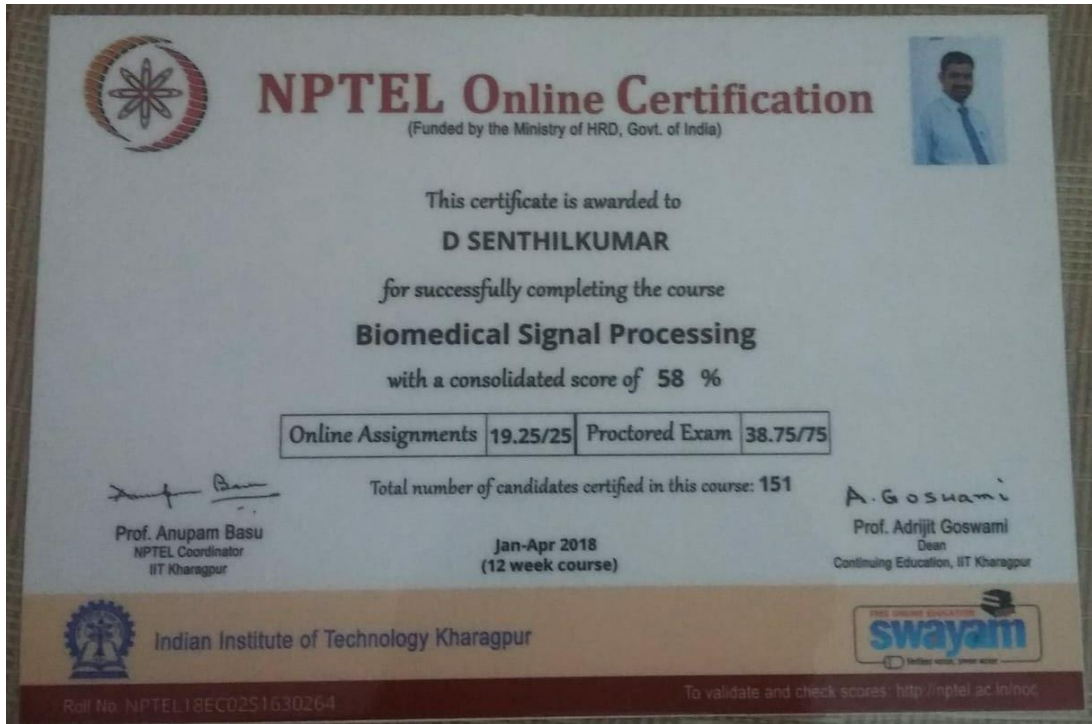 NPTEL Online Certification
(Funded by the Ministry of HRD, Govt. of India)
This certificate is awarded to
D SENTHILKUMAR
for successfully completing the course
Biomedical Signal Processing
with a consolidated score of 58 %
Online Assignments 19.25/25 Proctored Exam 38.75/75
Total number of candidates certified in this course: 151
A. Goswami
Prof. Anupam Basu
NPTEL Coordinator
IIT Kharagpur
Jan-Apr 2018
(12 week course)
Prof. Adrijit Goswami
Dean
Continuing Education, IIT Kharagpur
Indian Institute of Technology Kharagpur
FREE ONLINE EDUCATION
swayam
Roll No: NPTEL18EC02S1630264
To validate and check scores: http://nptel.ac.in/noc